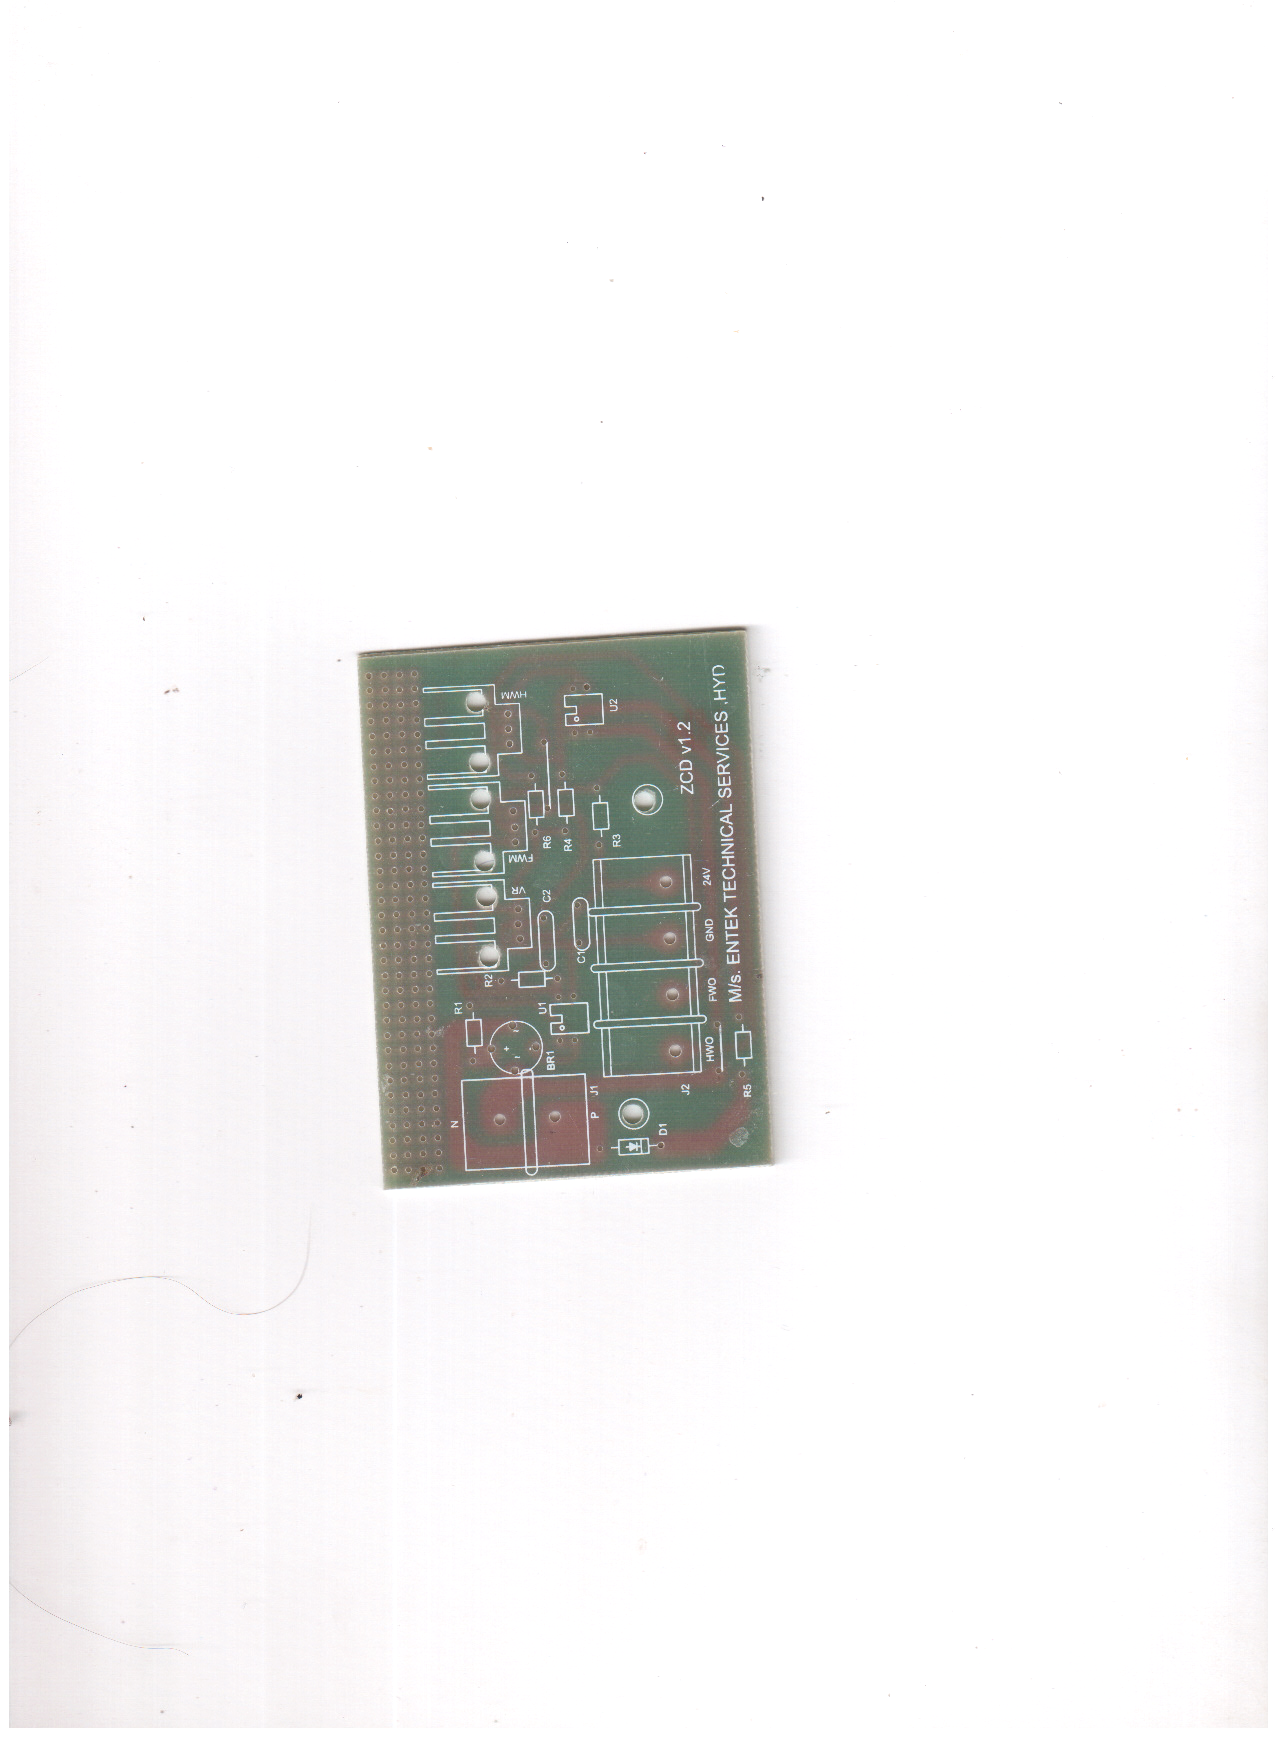 HWM
U2
ZCD v1.2
M/s. ENTEK TECHNICAL SERVICES ,HYD
R6
R4
R3
FWM
VR
C2
C1
24V
GND
FWO
HWO
R2
R1
U1
BR1
J1
J2
N
P
D1
R5